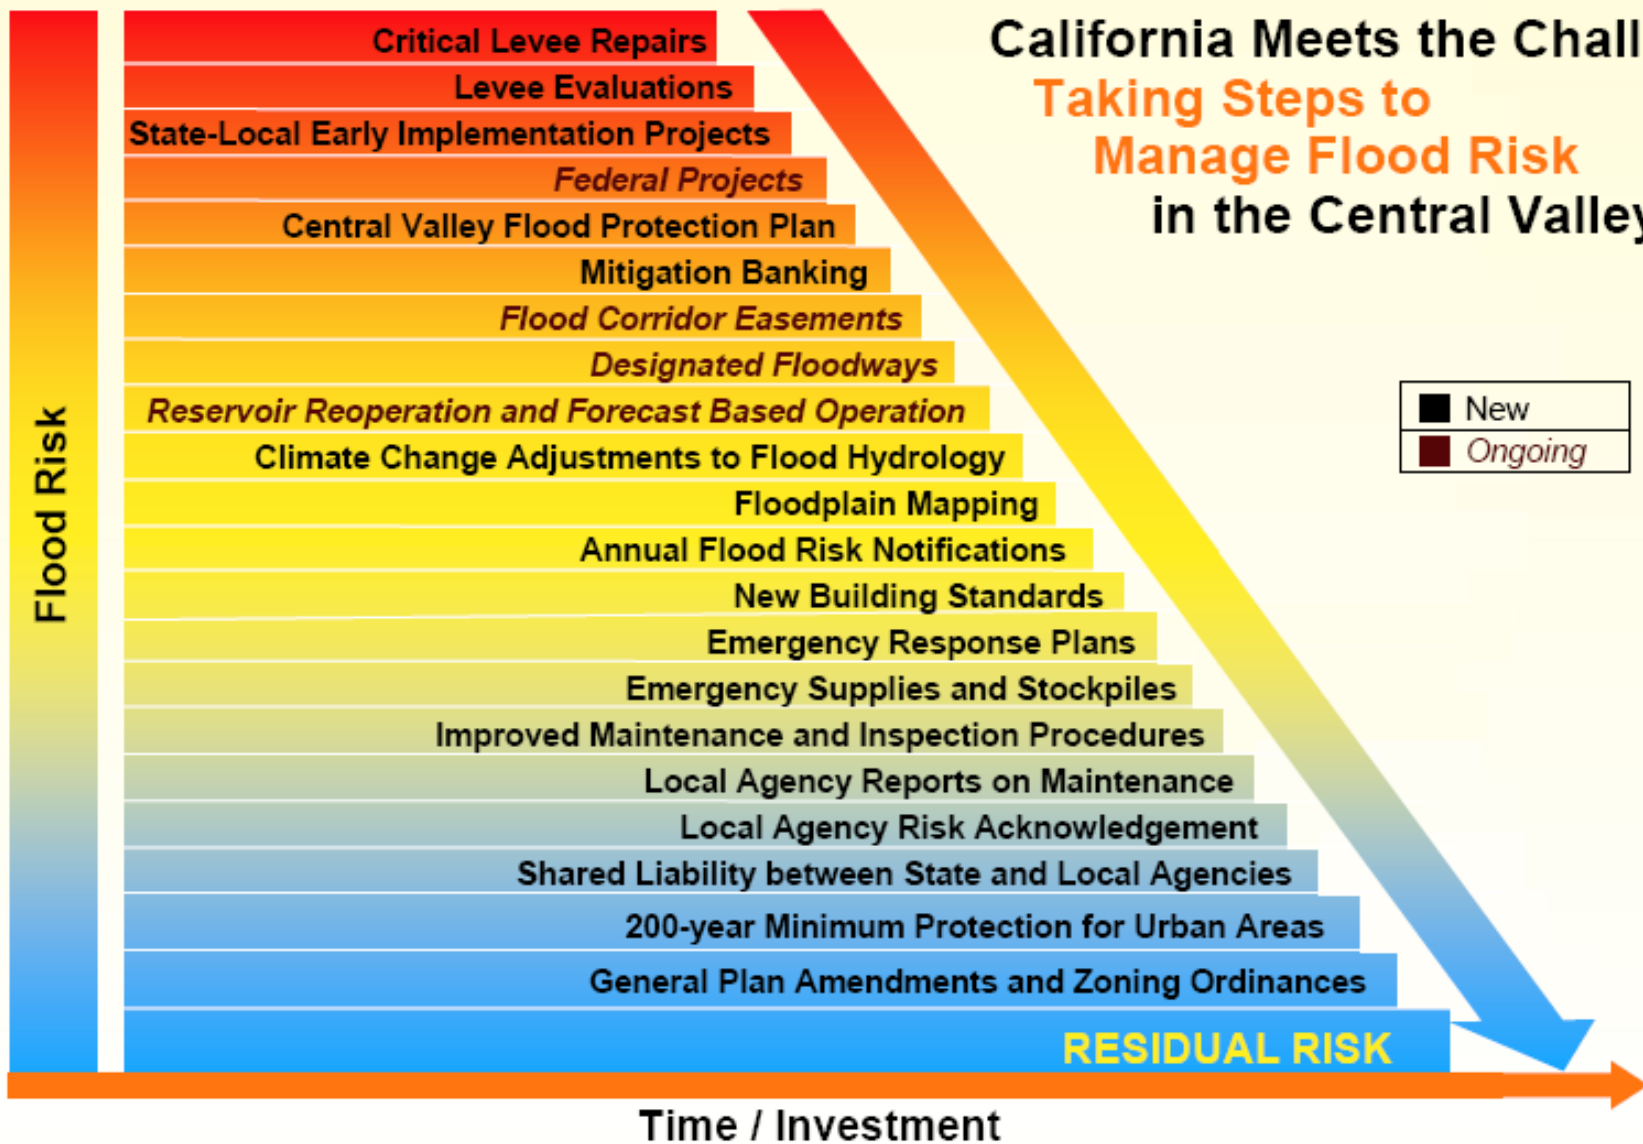 California Meets the Chall
Taking Steps to
Manage Flood Risk
in the Central Valley
Critical Levee Repairs
Levee Evaluations
State-Local Early Implementation Projects
Federal Projects
Central Valley Flood Protection Plan
Mitigation Banking
Flood Corridor Easements
Designated Floodways
Reservoir Reoperation and Forecast Based Operation
Climate Change Adjustments to Flood Hydrology
Floodplain Mapping
Annual Flood Risk Notifications
New Building Standards
Emergency Response Plans
Emergency Supplies and Stockpiles
Improved Maintenance and Inspection Procedures
Local Agency Reports on Maintenance
Local Agency Risk Acknowledgement
Shared Liability between State and Local Agencies
200-year Minimum Protection for Urban Areas
General Plan Amendments and Zoning Ordinances
RESIDUAL RISK
Flood Risk
New
Ongoing
Time / Investment